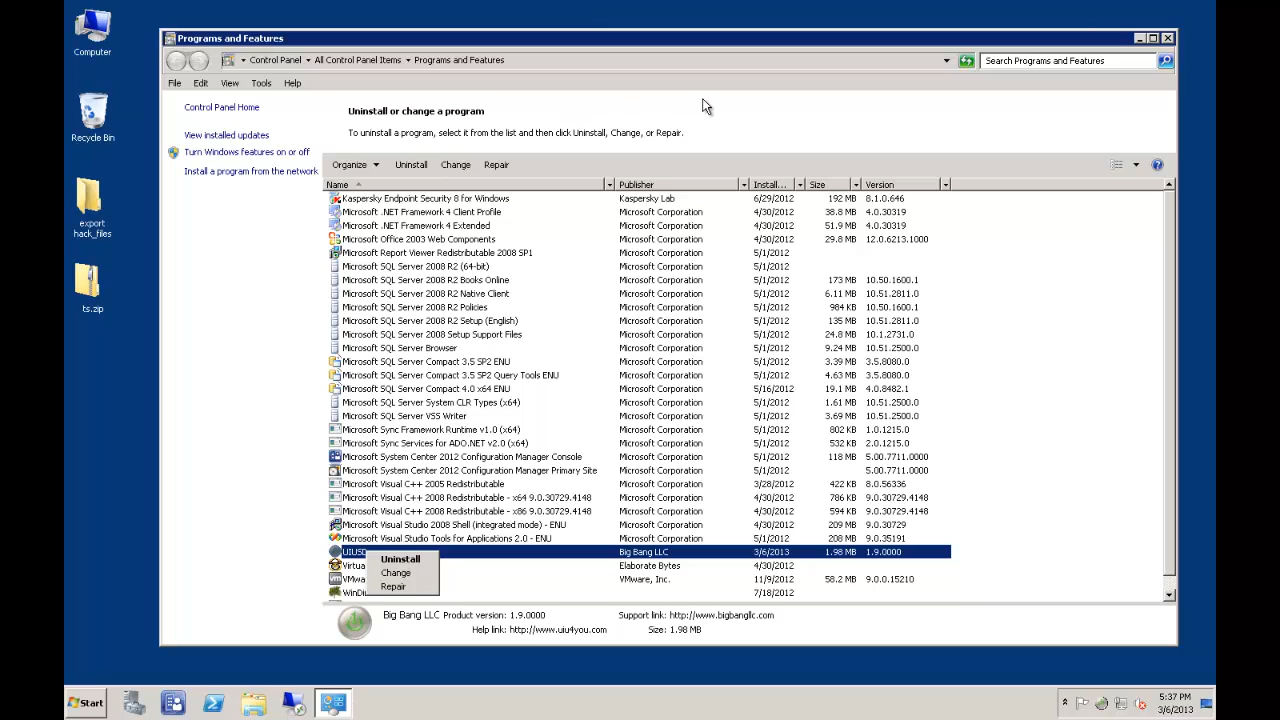 Computer
Recycle Bin
export
hack_files
ts.zip
Programs and Features
Control Panel All Control Panel Items Programs and Features
Search Programs and Features
File Edit View Tools Help
Control Panel Home
View installed updates
Turn Windows features on or off
Install a program from the network
Uninstall or change a program
To uninstall a program, select it from the list and then click Uninstall, Change, or Repair.
Organize Uninstall Change Repair
Name Publisher Install... Size Version
Kaspersky Endpoint Security 8 for Windows Kaspersky Lab 6/29/2012 192 MB 8.1.0.646
Microsoft .NET Framework 4 Client Profile Microsoft Corporation 4/30/2012 38.8 MB 4.0.30319
Microsoft .NET Framework 4 Extended Microsoft Corporation 4/30/2012 51.9 MB 4.0.30319
Microsoft Office 2003 Web Components Microsoft Corporation 4/30/2012 29.8 MB 12.0.6213.1000
Microsoft Report Viewer Redistributable 2008 SP1 Microsoft Corporation 5/1/2012
Microsoft SQL Server 2008 R2 (64-bit) Microsoft Corporation 5/1/2012
Microsoft SQL Server 2008 R2 Books Online Microsoft Corporation 5/1/2012 173 MB 10.50.1600.1
Microsoft SQL Server 2008 R2 Native Client Microsoft Corporation 5/1/2012 6.11 MB 10.51.2811.0
Microsoft SQL Server 2008 R2 Policies Microsoft Corporation 5/1/2012 984 KB 10.50.1600.1
Microsoft SQL Server 2008 R2 Setup (English) Microsoft Corporation 5/1/2012 135 MB 10.51.2811.0
Microsoft SQL Server 2008 Setup Support Files Microsoft Corporation 5/1/2012 24.8 MB 10.1.2731.0
Microsoft SQL Server Browser Microsoft Corporation 5/1/2012 9.24 MB 10.51.2500.0
Microsoft SQL Server Compact 3.5 SP2 ENU Microsoft Corporation 5/1/2012 3.39 MB 3.5.8080.0
Microsoft SQL Server Compact 3.5 SP2 Query Tools ENU Microsoft Corporation 5/1/2012 4.63 MB 3.5.8080.0
Microsoft SQL Server Compact 4.0 x64 ENU Microsoft Corporation 5/16/2012 19.1 MB 4.0.8482.1
Microsoft SQL Server System CLR Types (x64) Microsoft Corporation 5/1/2012 1.61 MB 10.51.2500.0
Microsoft SQL Server VSS Writer Microsoft Corporation 5/1/2012 3.69 MB 10.51.2500.0
Microsoft Sync Framework Runtime v1.0 (x64) Microsoft Corporation 5/1/2012 802 KB 1.0.1215.0
Microsoft Sync Services for ADO.NET v2.0 (x64) Microsoft Corporation 5/1/2012 532 KB 2.0.1215.0
Microsoft System Center 2012 Configuration Manager Console Microsoft Corporation 5/1/2012 118 MB 5.00.7711.0000
Microsoft System Center 2012 Configuration Manager Primary Site Microsoft Corporation 5/1/2012 5.00.7711.0000
Microsoft Visual C++ 2005 Redistributable Microsoft Corporation 3/28/2012 422 KB 8.0.56336
Microsoft Visual C++ 2008 Redistributable - x64 9.0.30729.4148 Microsoft Corporation 4/30/2012 786 KB 9.0.30729.4148
Microsoft Visual C++ 2008 Redistributable - x86 9.0.30729.4148 Microsoft Corporation 4/30/2012 594 KB 9.0.30729.4148
Microsoft Visual Studio 2008 Shell (integrated mode) - ENU Microsoft Corporation 4/30/2012 209 MB 9.0.30729
Microsoft Visual Studio Tools for Applications 2.0 - ENU Microsoft Corporation 5/1/2012 208 MB 9.0.35191
UIUSD Big Bang LLC 3/6/2013 1.98 MB 1.9.0000
Virtua Elaborate Bytes 4/30/2012
VMwa VMware, Inc. 11/9/2012 58.2 MB 9.0.0.15210
WinDi 7/18/2012
Uninstall
Change
Repair
Big Bang LLC Product version: 1.9.0000 Support link: http://www.bigbangllc.com
Help link: http://www.uiu4you.com Size: 1.98 MB
Start
5:37 PM
3/6/2013